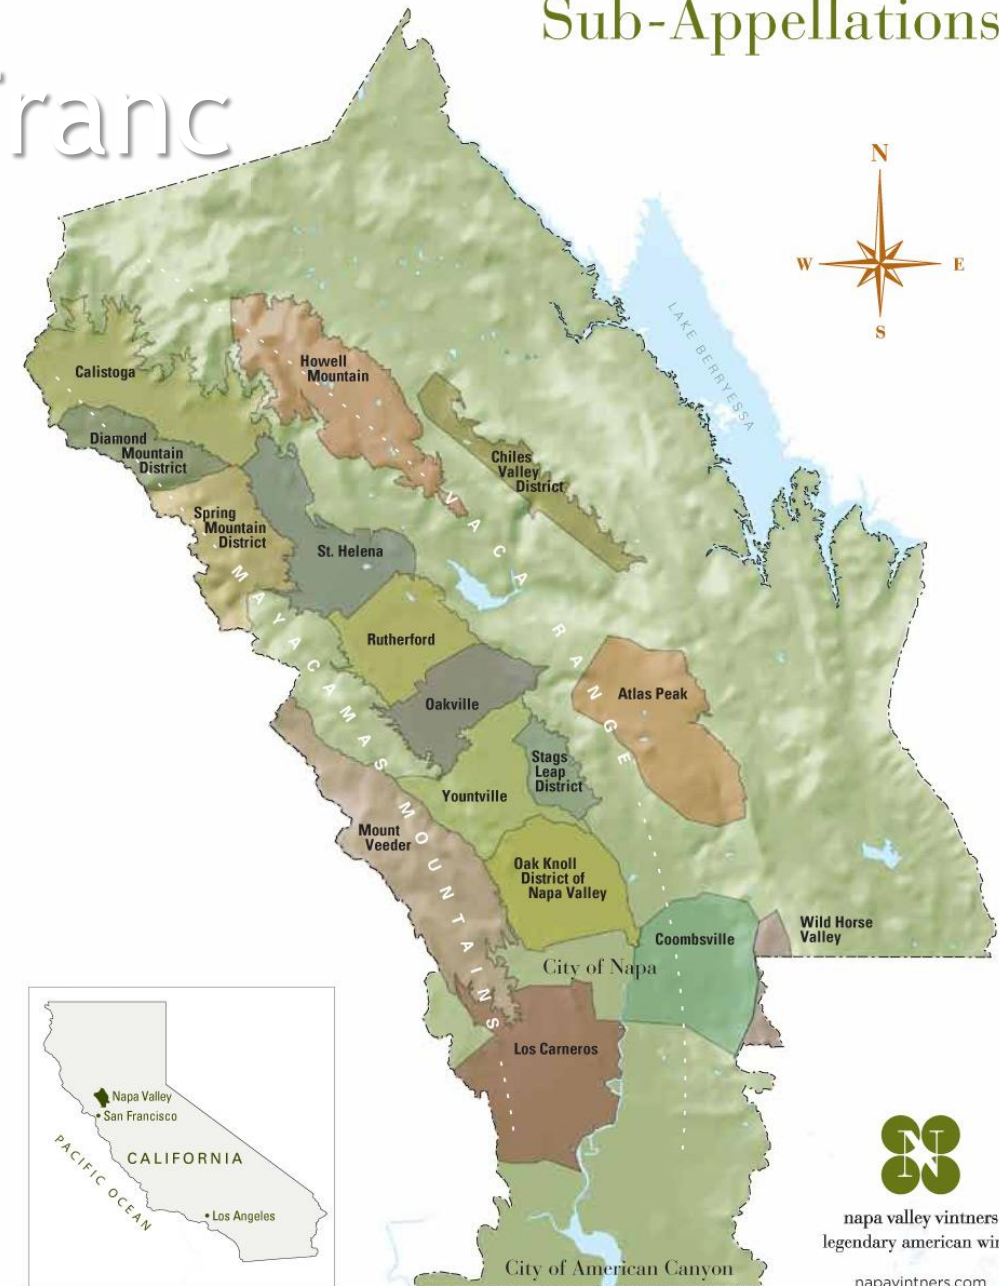 Sub-Appellations
ranc
N
W
E
S
LAKE BERRYESSA
Calistoga
Howell
Mountain
Diamond
Mountain
District
Chiles
Valley
District
Spring
Mountain
District
St. Helena
VACA RANGE
MAYACAMAS MOUNTAINS
Rutherford
Oakville
Atlas Peak
Stags
Leap
District
Yountville
Mount
Veeder
Oak Knoll
District of
Napa Valley
Coombsville
Wild Horse
Valley
City of Napa
Los Carneros
Napa Valley
San Francisco
PACIFIC OCEAN
CALIFORNIA
Los Angeles
N
napa valley vintners
legendary american win
City of American Canyon
napavintners.com